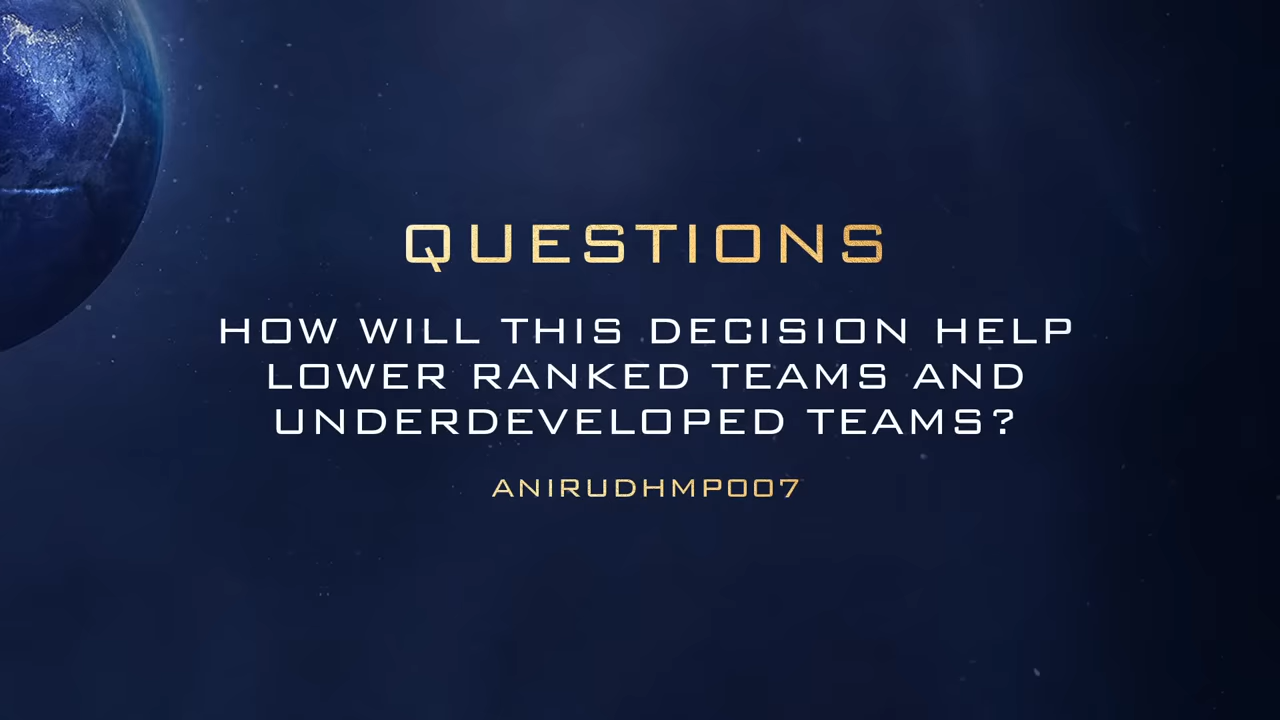 QUESTIONS
HOW WILL THIS DECISION HELP
LOWER RANKED TEAMS AND
UNDERDEVELOPED TEAMS?
ANIRUDHMP007